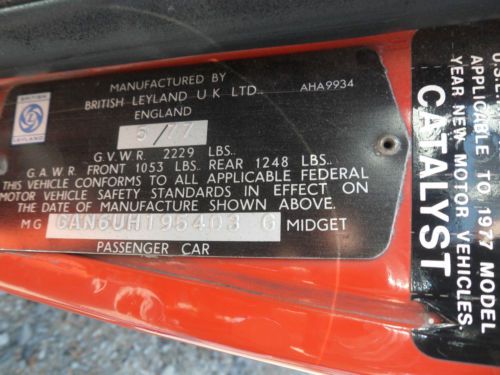 MANUFACTURED BY
BRITISH LEYLAND U K LTD., AHA9934
ENGLAND
5/77
G.V.W.R. 2229 LBS..
G.A.W.R. FRONT 1053 LBS. REAR 1248 LBS..
THIS VEHICLE CONFORMS TO ALL APPLICABLE FEDERAL
MOTOR VEHICLE SAFETY STANDARDS IN EFFECT ON
THE DATE OF MANUFACTURE SHOWN ABOVE.
MG GAN6UH195403 G MIDGET
PASSENGER CAR
BRITISH
LEYLAND
APPLICABLE TO 1977 MODEL
YEAR NEW MOTOR VEHICLES.
CATALYST